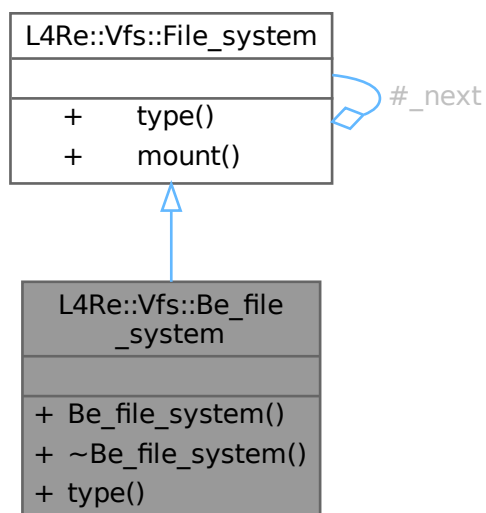 L4Re::Vfs::File_system
+ type()
+ mount()
#_next
L4Re::Vfs::Be_file
_system
+ Be_file_system()
+ ~Be_file_system()
+ type()